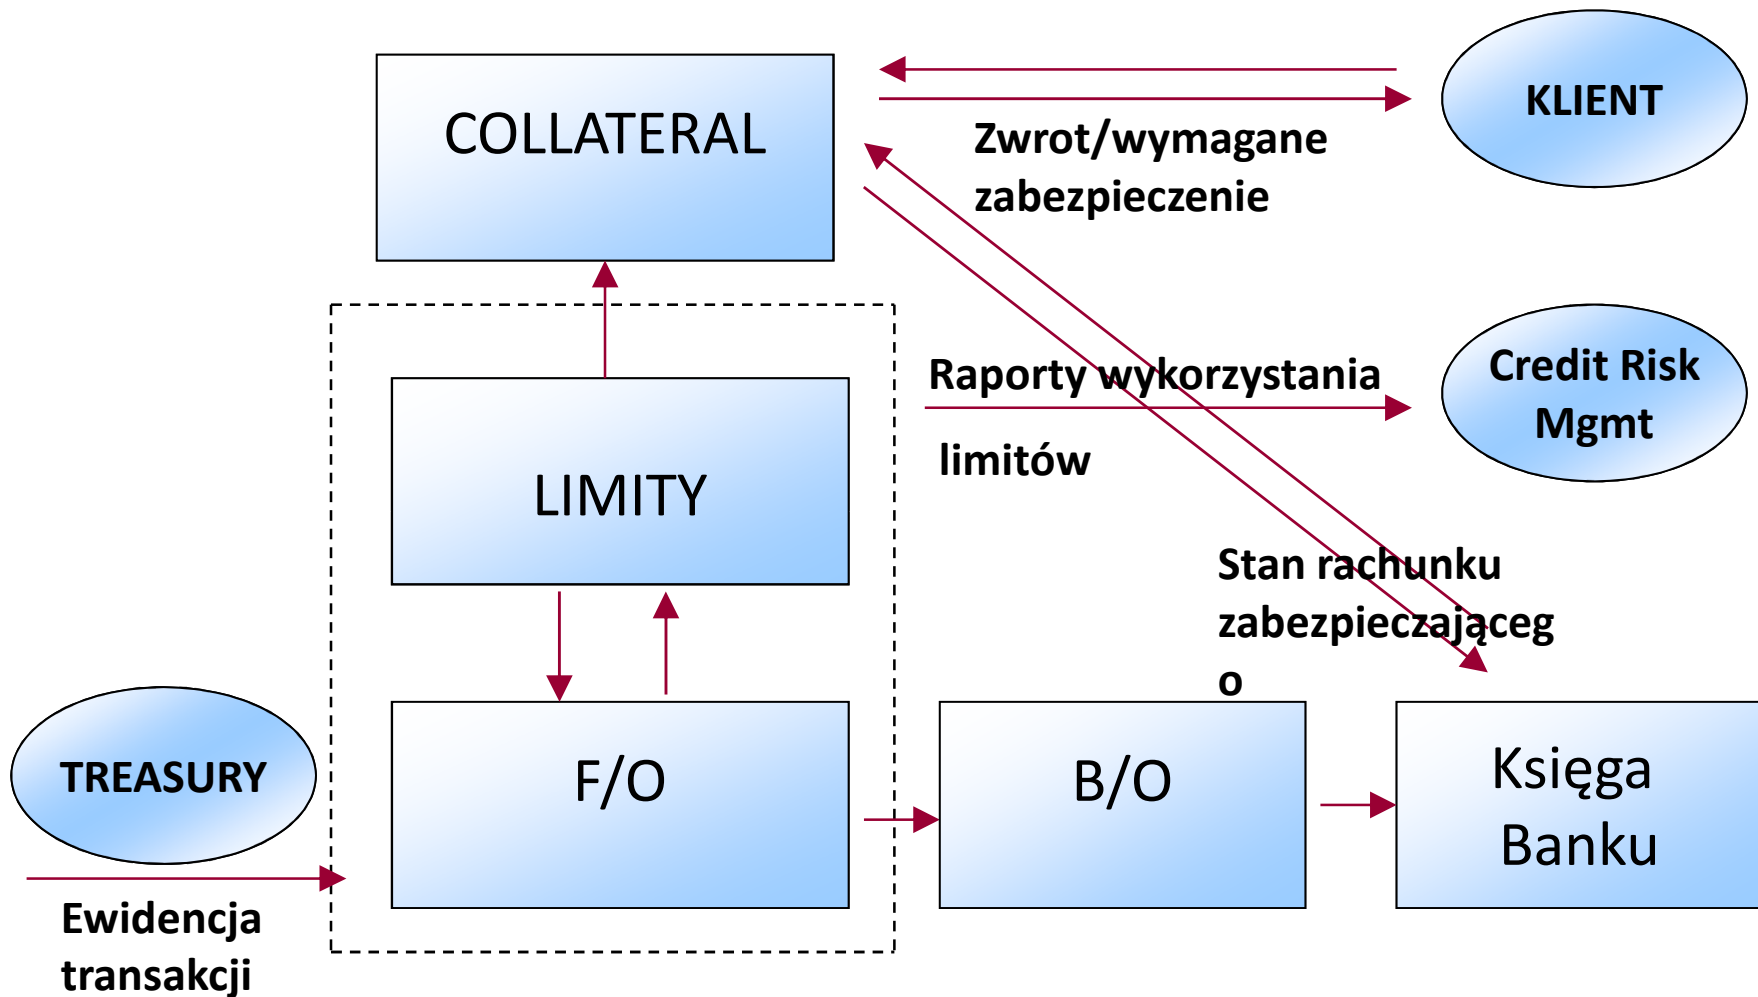 COLLATERAL
KLIENT
Zwrot/wymagane
zabezpieczenie
Raporty wykorzystania
limitów
Credit Risk
Mgmt
LIMITY
Stan rachunku
zabezpieczająceg
o
TREASURY
F/O
B/O
Księga
Banku
Ewidencja
transakcji